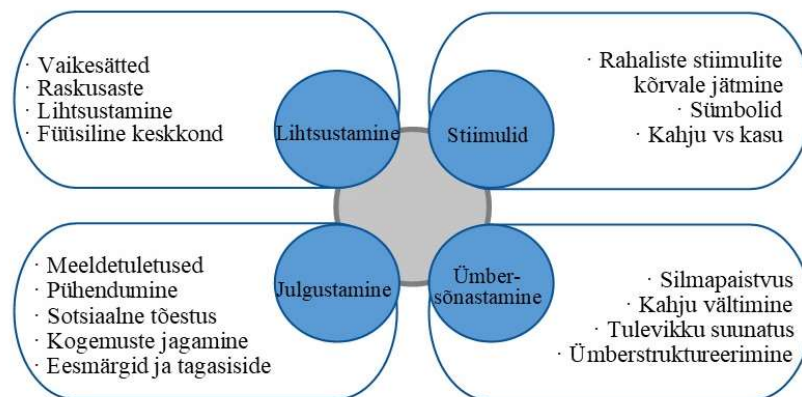 · Vaikesätted
· Raskusaste
· Lihtsustamine
· Füüsiline keskkond
Lihtsustamine
Stiimulid
· Rahaliste stiimulite
kõrvale jätmine
· Sümbolid
· Kahju vs kasu
· Meeldetuletused
· Pühendumine
· Sotsiaalne tõestus
· Kogemuste jagamine
· Eesmärgid ja tagasiside
Julgustamine
Ümber-
sõnastamine
· Silmapaistvus
· Kahju vältimine
· Tulevikku suunatus
· Ümberstruktureerimine